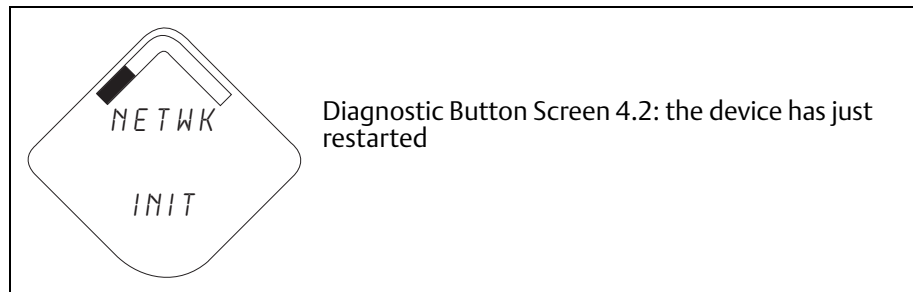 NETWK
INIT
Diagnostic Button Screen 4.2: the device has just
restarted